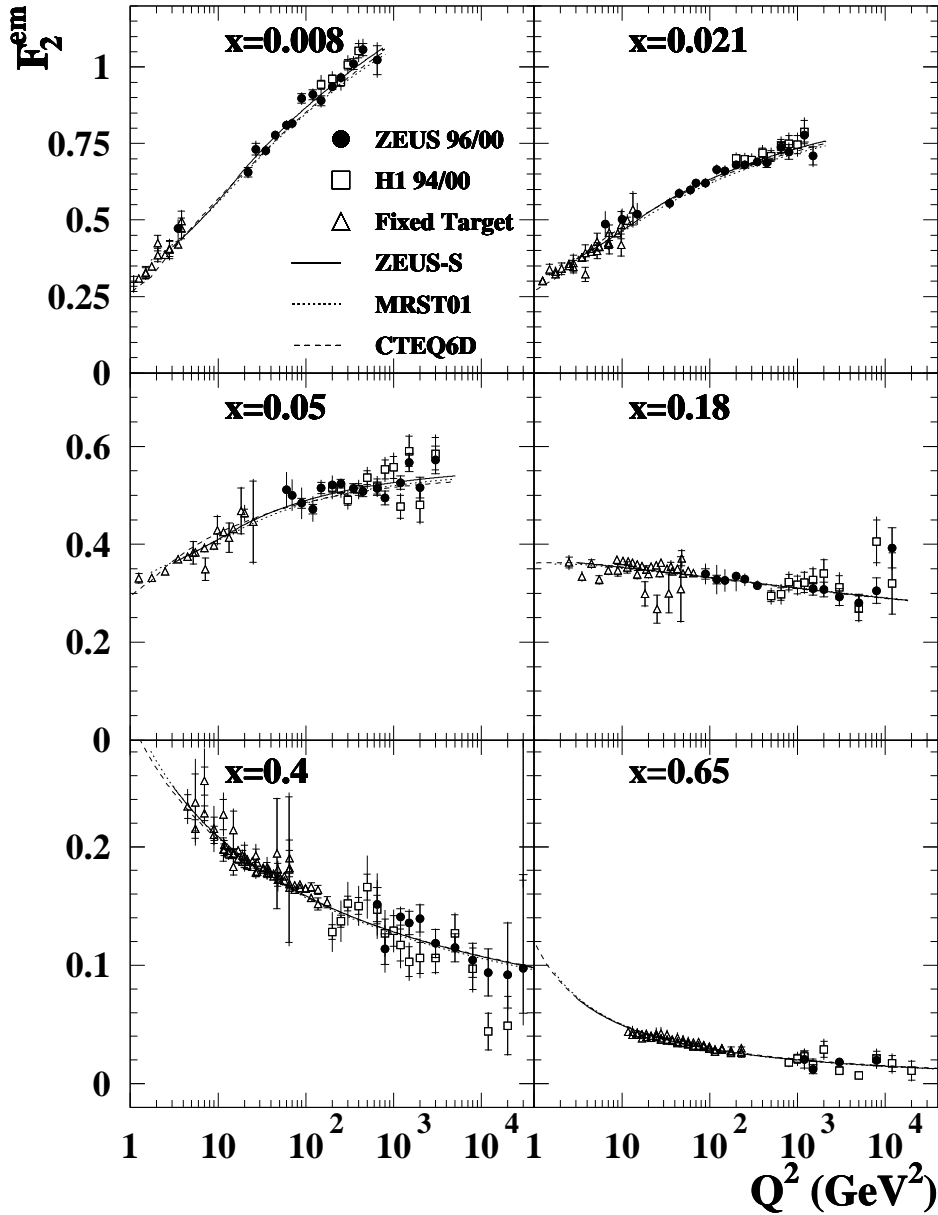 F₂ᵉᵐ
x=0.008
x=0.021
1
0.75
0.5
0.25
0
ZEUS 96/00
H1 94/00
Fixed Target
ZEUS-S
MRST01
CTEQ6D
x=0.05
x=0.18
0.6
0.4
0.2
0
x=0.4
x=0.65
0.2
0.1
0
1 10 10² 10³ 10⁴ 1 10 10² 10³ 10⁴
Q² (GeV²)